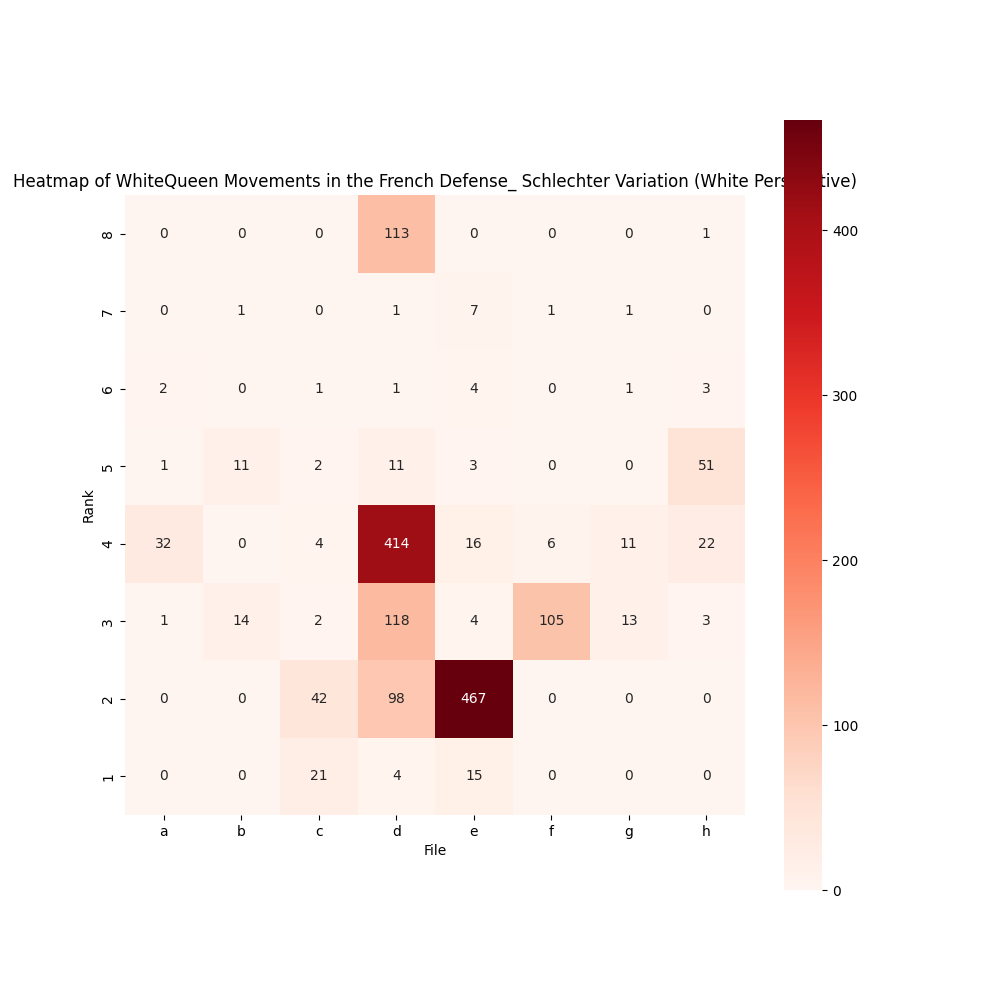 Heatmap of WhiteQueen Movements in the French Defense_ Schlechter Variation (White Pers tive)
8 0 0 0 113 0 0 0 1
7 0 1 0 1 7 1 1 0
6 2 0 1 1 4 0 1 3
5 1 11 2 11 3 0 0 51
4 32 0 4 414 16 6 11 22
3 1 14 2 118 4 105 13 3
2 0 0 42 98 467 0 0 0
1 0 0 21 4 15 0 0 0
a b c d e f g h
File
Rank
400
300
200
100
0